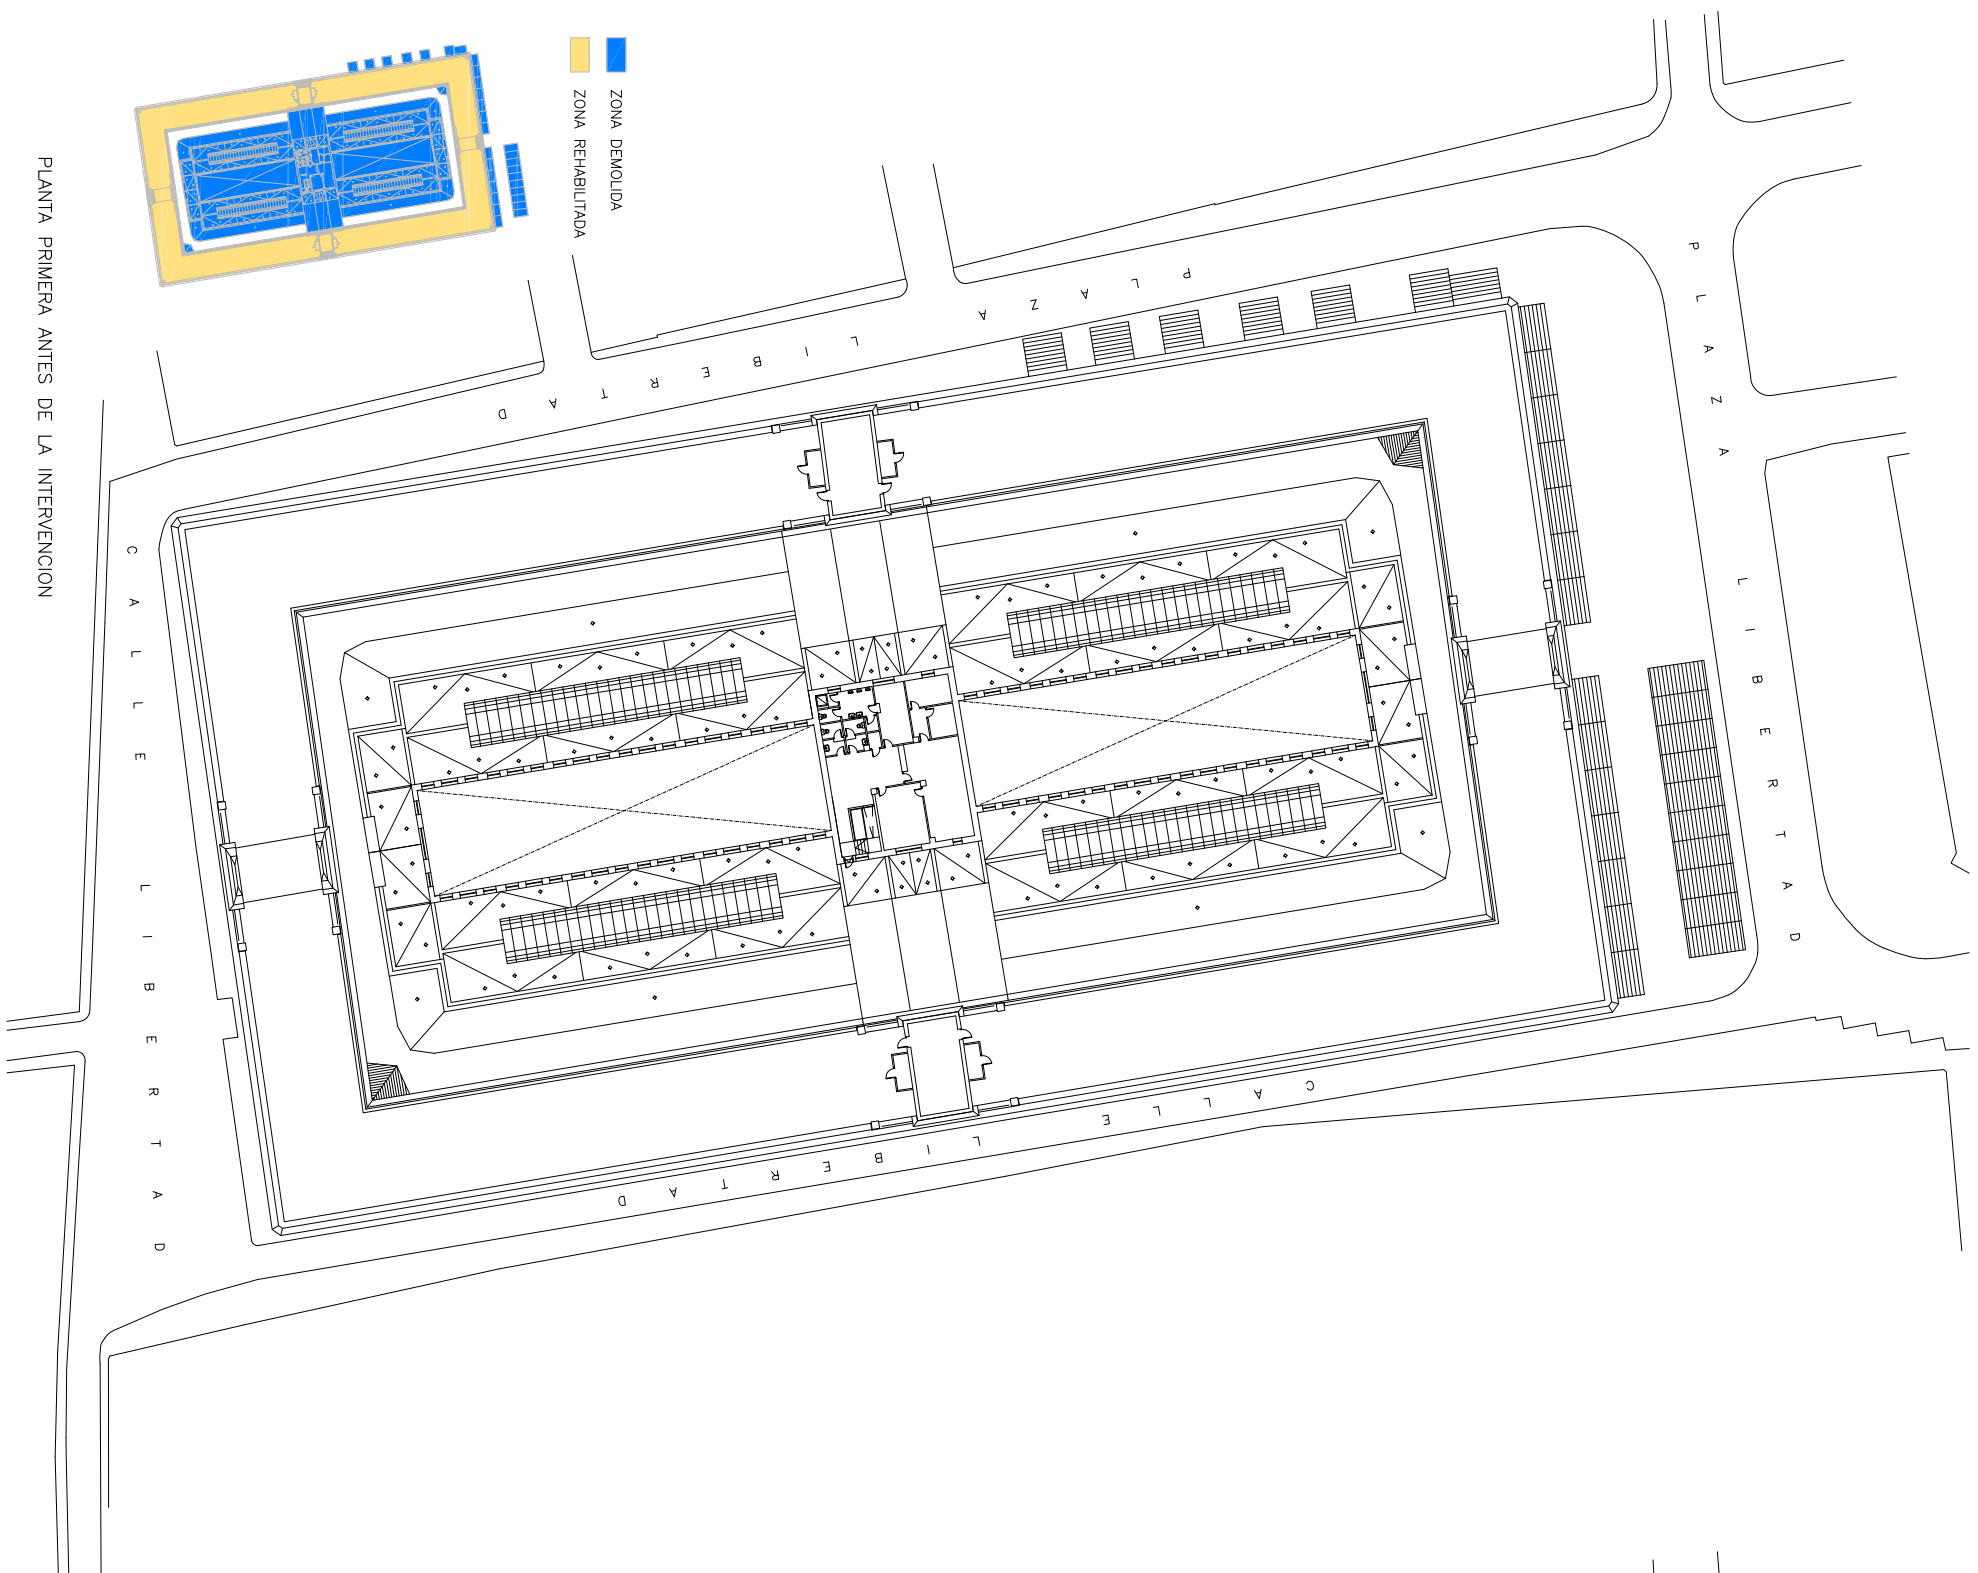 ZONA DEMOLIDA
ZONA REHABILITADA
PLANTA PRIMERA ANTES DE LA INTERVENCION
PLAZA LIBERTAD
PLAZA LIBERTAD
CALLE LIBERTAD
CALLE LIBERTAD